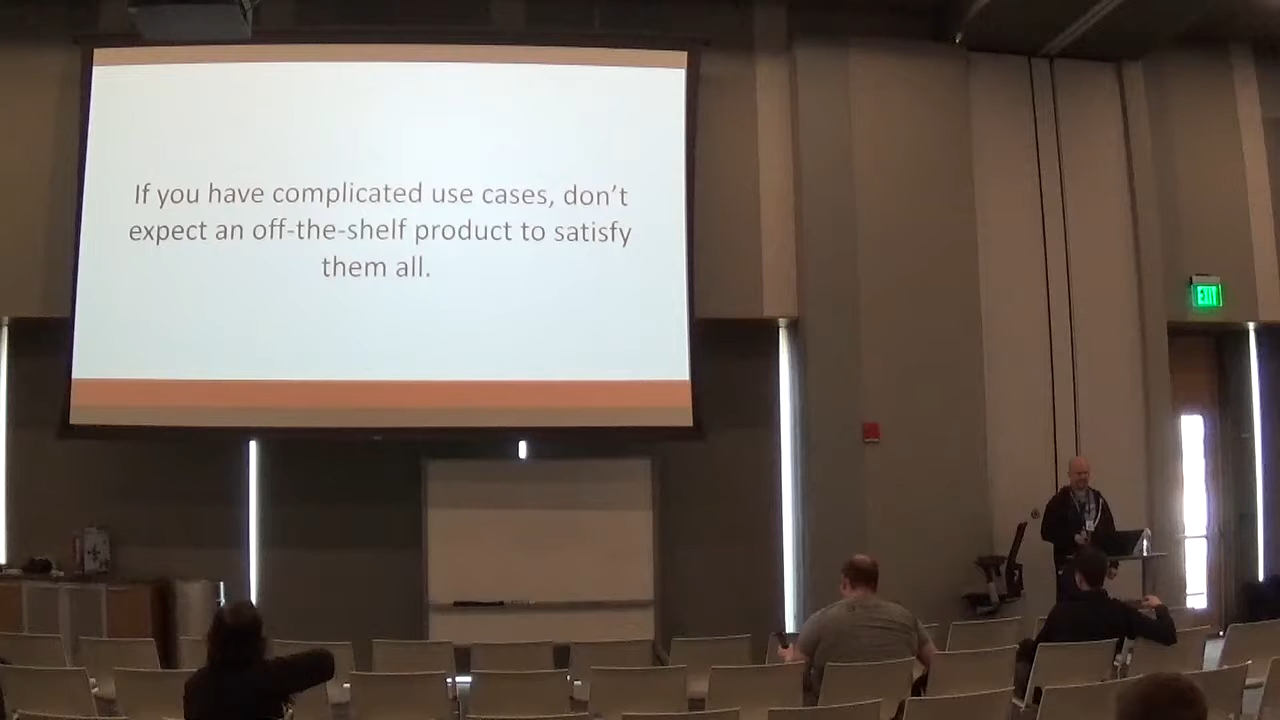 If you have complicated use cases, don’t
expect an off-the-shelf product to satisfy
them all.
EXIT